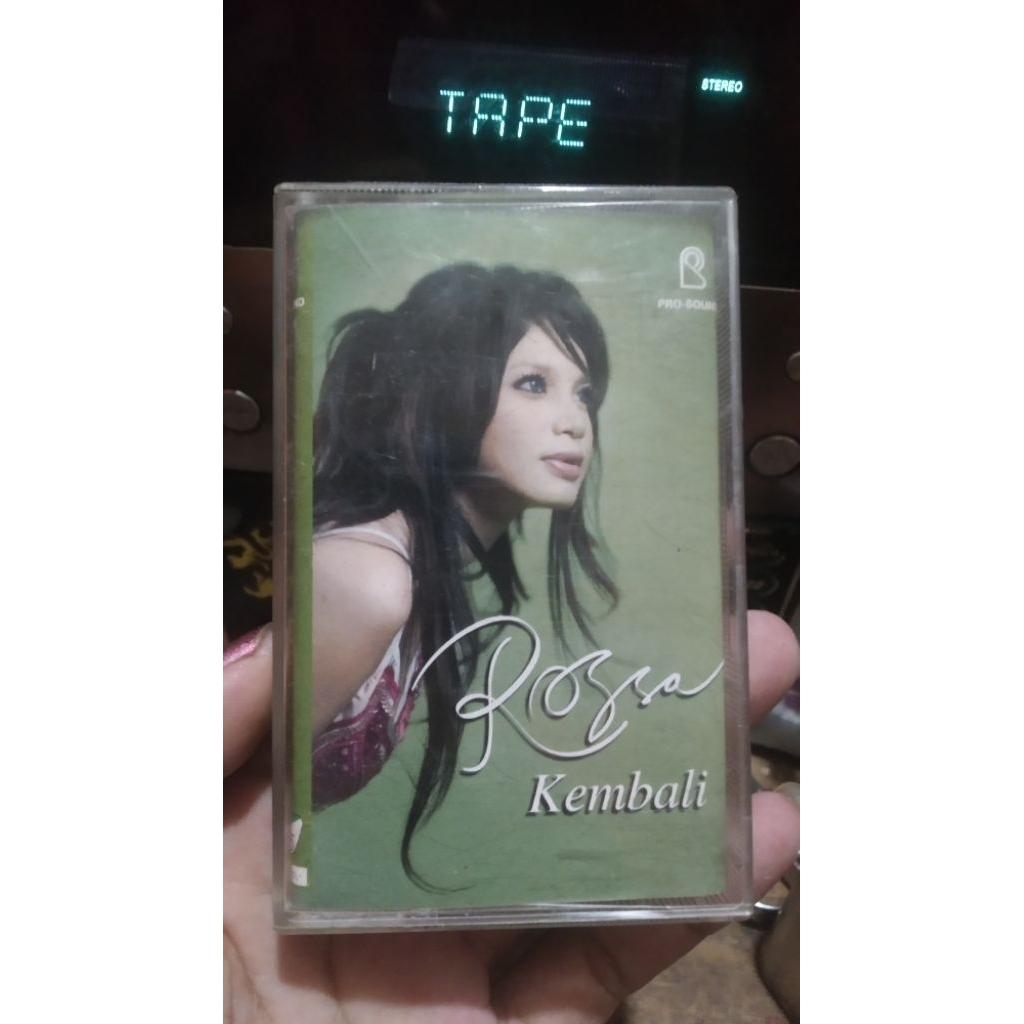 TAPE
STEREO
PRO-SOUN
Rossa
Kembali